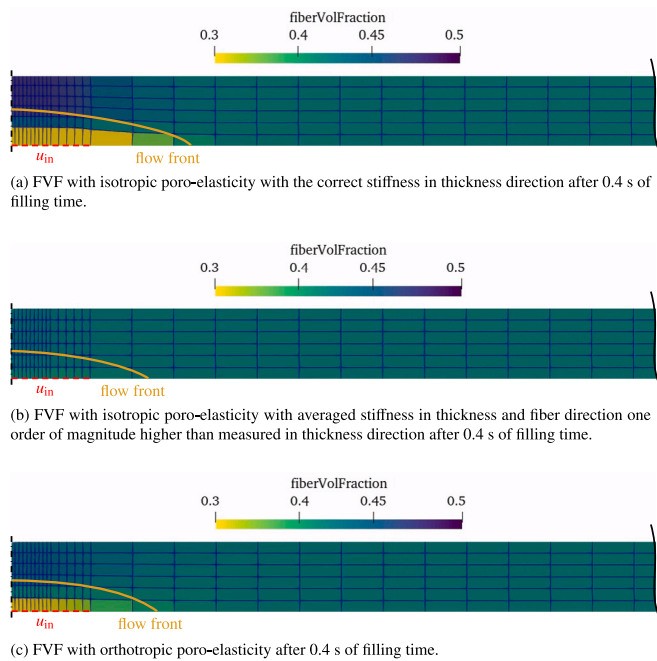 fiberVolFraction
0.3 0.4 0.45 0.5
u_in flow front
(a) FVF with isotropic poro-elasticity with the correct stiffness in thickness direction after 0.4 s of
filling time.
fiberVolFraction
0.3 0.4 0.45 0.5
u_in flow front
(b) FVF with isotropic poro-elasticity with averaged stiffness in thickness and fiber direction one
order of magnitude higher than measured in thickness direction after 0.4 s of filling time.
fiberVolFraction
0.3 0.4 0.45 0.5
u_in flow front
(c) FVF with orthotropic poro-elasticity after 0.4 s of filling time.